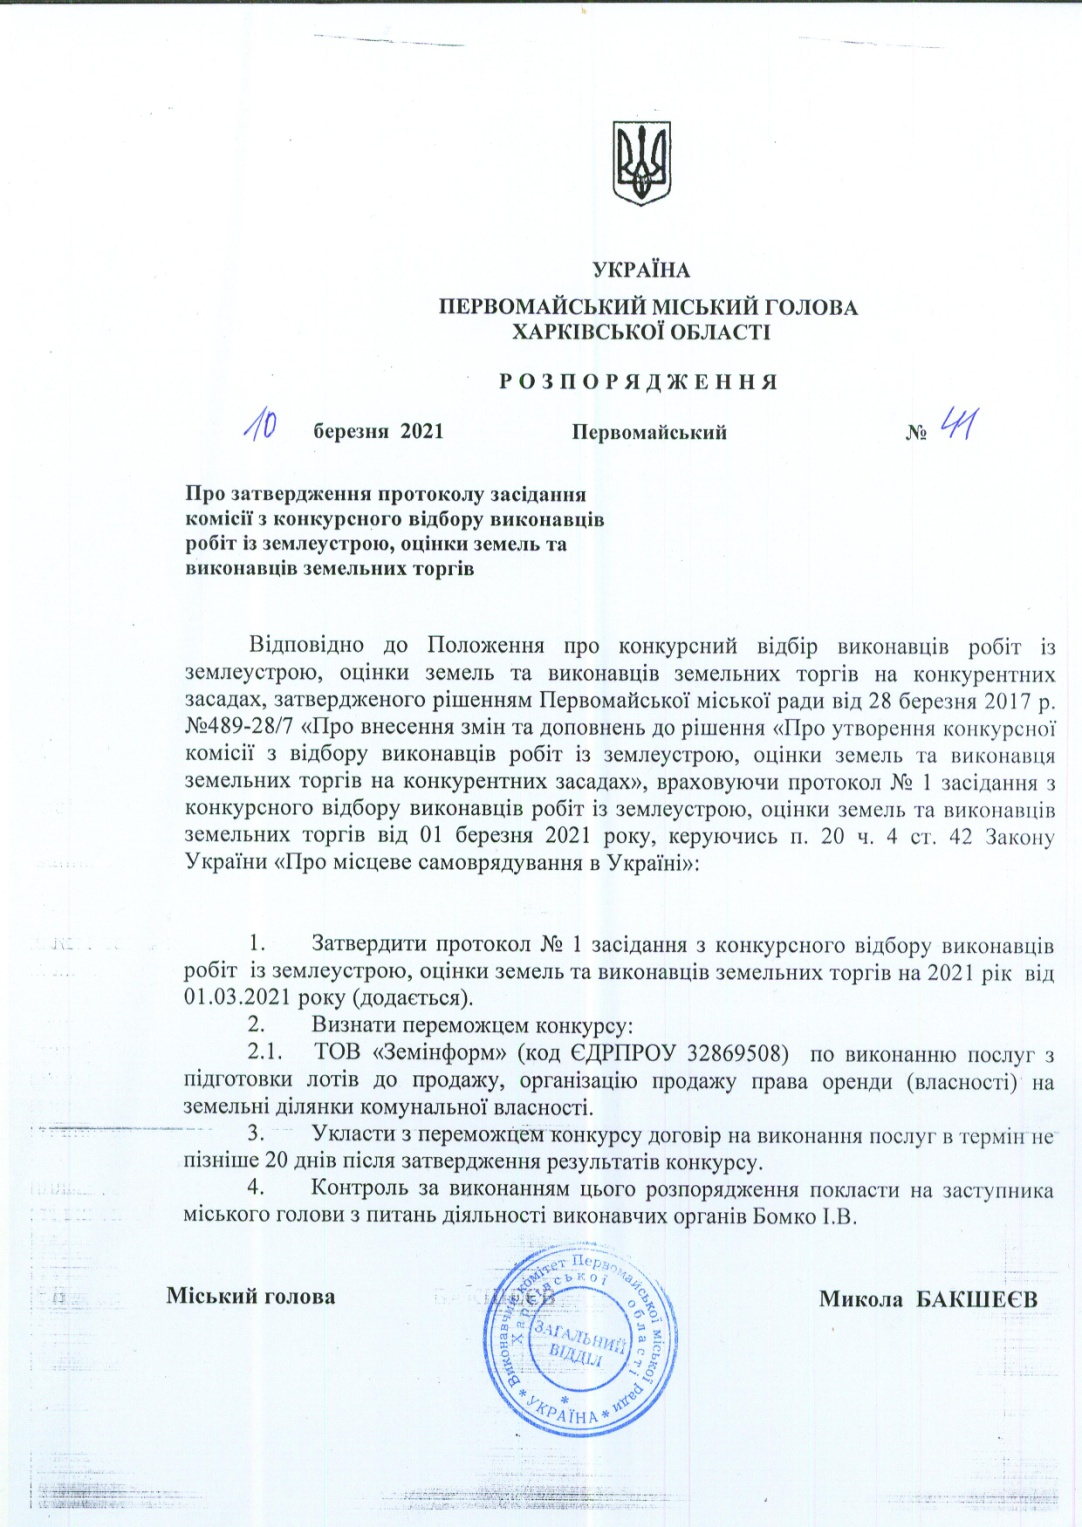 УКРАЇНА
ПЕРВОМАЙСЬКИЙ МІСЬКИЙ ГОЛОВА
ХАРКІВСЬКОЇ ОБЛАСТІ
Р О З П О Р Я Д Ж Е Н Н Я
10 березня 2021 Первомайський № 41
Про затвердження протоколу засідання
комісії з конкурсного відбору виконавців
робіт із землеустрою, оцінки земель та
виконавців земельних торгів
Відповідно до Положення про конкурсний відбір виконавців робіт із
землеустрою, оцінки земель та виконавців земельних торгів на конкурентних
засадах, затвердженого рішенням Первомайської міської ради від 28 березня 2017 р.
№489-28/7 «Про внесення змін та доповнень до рішення «Про утворення конкурсної
комісії з відбору виконавців робіт із землеустрою, оцінки земель та виконавця
земельних торгів на конкурентних засадах», враховуючи протокол № 1 засідання з
конкурсного відбору виконавців робіт із землеустрою, оцінки земель та виконавців
земельних торгів від 01 березня 2021 року, керуючись п. 20 ч. 4 ст. 42 Закону
України «Про місцеве самоврядування в Україні»:
1. Затвердити протокол № 1 засідання з конкурсного відбору виконавців
робіт із землеустрою, оцінки земель та виконавців земельних торгів на 2021 рік від
01.03.2021 року (додається).
2. Визнати переможцем конкурсу:
2.1. ТОВ «Земінформ» (код ЄДРПРОУ 32869508) по виконанню послуг з
підготовки лотів до продажу, організацію продажу права оренди (власності) на
земельні ділянки комунальної власності.
3. Укласти з переможцем конкурсу договір на виконання послуг в термін не
пізніше 20 днів після затвердження результатів конкурсу.
4. Контроль за виконанням цього розпорядження покласти на заступника
міського голови з питань діяльності виконавчих органів Бомко І.В.
Міський голова Микола БАКШЕЄВ
Виконавчий комітет Первомайської міської ради
Харківської області
ЗАГАЛЬНИЙ
ВІДДІЛ
* УКРАЇНА *